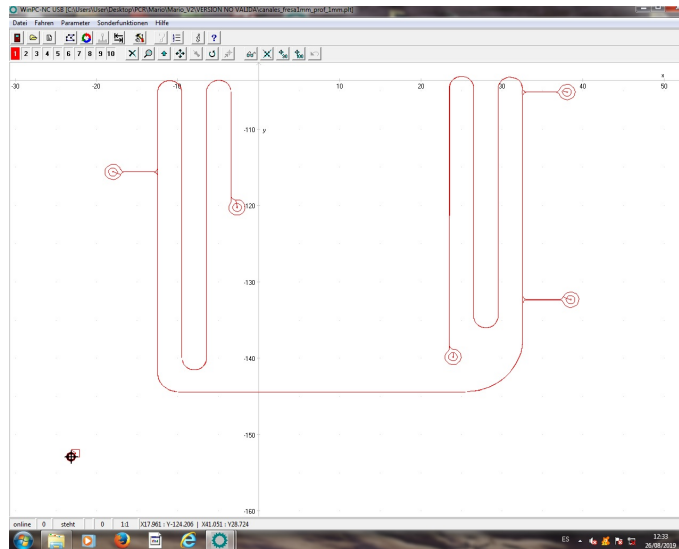 WinPC-NC USB [C:\Users\User\Desktop\PCR\Mario\Mario_V2\VERSION NO VALIDA\canales_fresa1mm_prof_1mm.plt]
Datei Fahren Parameter Sonderfunktionen Hilfe
1 2 3 4 5 6 7 8 9 10
x
-30 -20 -10 10 20 30 40 50
-110 y
-120
-130
-140
-150
-160
online 0 steht 0 1:1 X17.961 : Y-124.206 | X41.051 : Y28.724
ES 12:33
26/08/2019